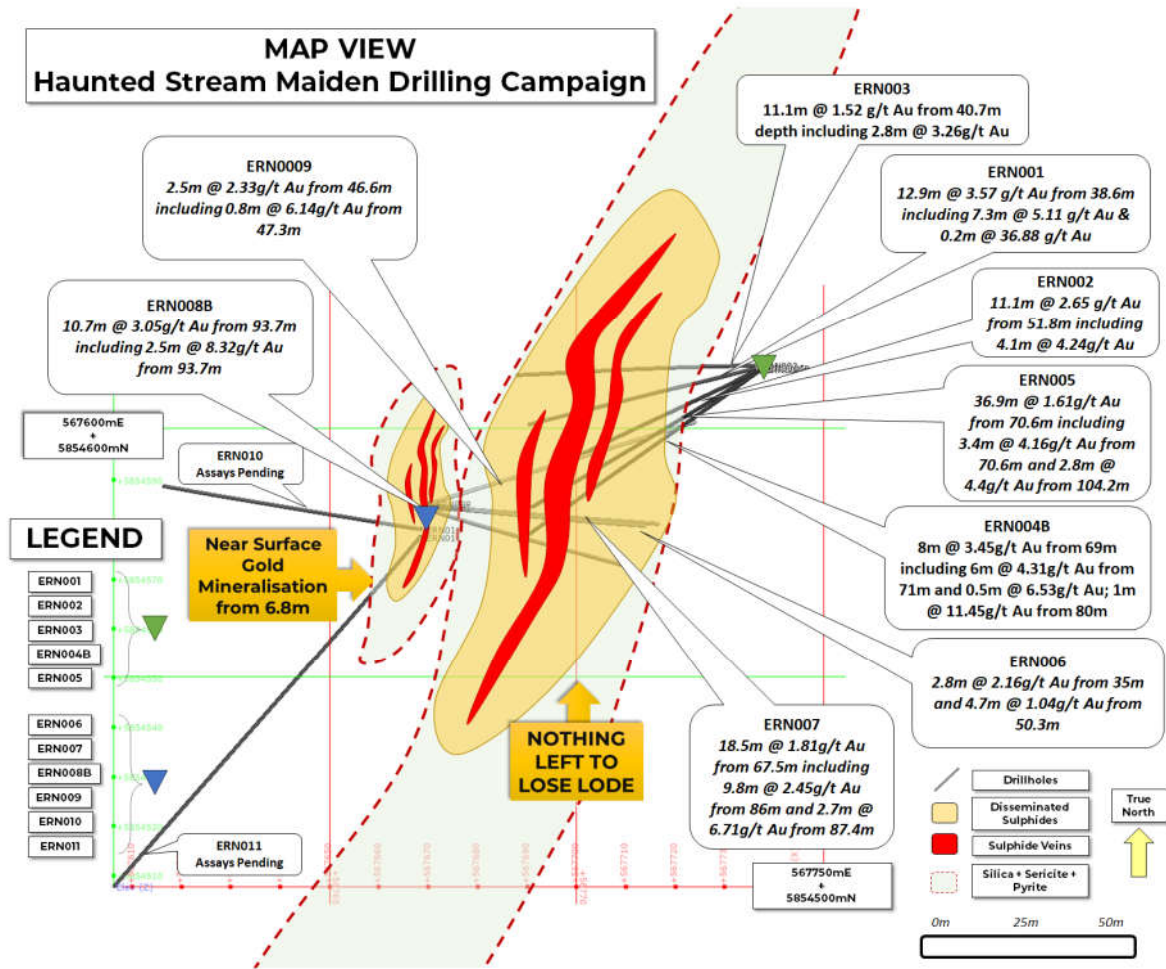 MAP VIEW
Haunted Stream Maiden Drilling Campaign
ERN003
11.1m @ 1.52 g/t Au from 40.7m
depth including 2.8m @ 3.26g/t Au
ERN0009
2.5m @ 2.33g/t Au from 46.6m
including 0.8m @ 6.14g/t Au from
47.3m
ERN001
12.9m @ 3.57 g/t Au from 38.6m
including 7.3m @ 5.11 g/t Au &
0.2m @ 36.88 g/t Au
ERN008B
10.7m @ 3.05g/t Au from 93.7m
including 2.5m @ 8.32g/t Au
from 93.7m
ERN002
11.1m @ 2.65 g/t Au
from 51.8m including
4.1m @ 4.24g/t Au
ERN005
36.9m @ 1.61g/t Au
from 70.6m including
3.4m @ 4.16g/t Au from
70.6m and 2.8m @
4.4g/t Au from 104.2m
567600mE
+
5854600mN
ERN010
Assays Pending
LEGEND
Near Surface
Gold
Mineralisation
from 6.8m
ERN004B
8m @ 3.45g/t Au from 69m
including 6m @ 4.31g/t Au from
71m and 0.5m @ 6.53g/t Au; 1m
@ 11.45g/t Au from 80m
ERN001
ERN002
ERN003
ERN004B
ERN005
ERN006
2.8m @ 2.16g/t Au from 35m
and 4.7m @ 1.04g/t Au from
50.3m
NOTHING
LEFT TO
LOSE LODE
ERN007
18.5m @ 1.81g/t Au
from 67.5m including
9.8m @ 2.45g/t Au
from 86m and 2.7m @
6.71g/t Au from 87.4m
ERN006
ERN007
ERN008B
ERN009
ERN010
ERN011
ERN011
Assays Pending
Drillholes
Disseminated
Sulphides
Sulphide Veins
Silica + Sericite +
Pyrite
True
North
567750mE
+
5854500mN
0m 25m 50m
+567660
+567670
+567690
+567710
+567720